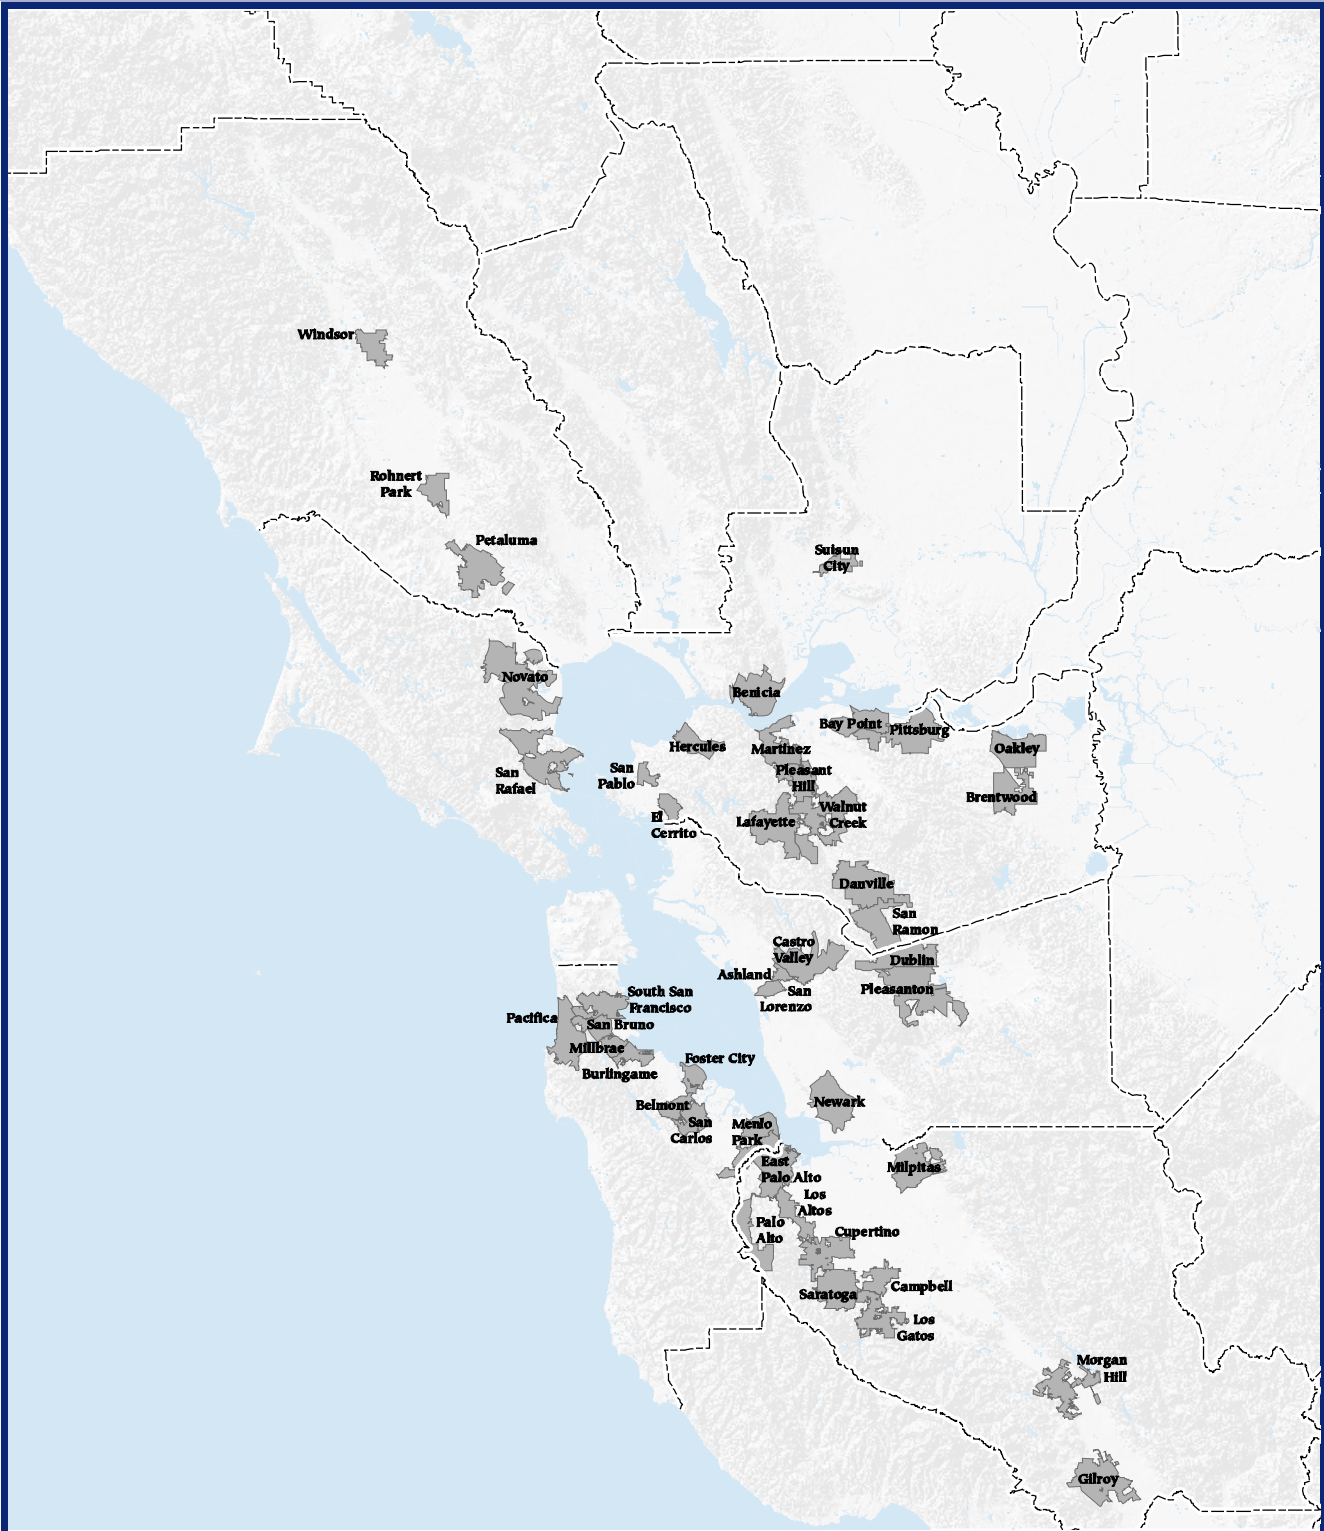 Windsor
Rohnert
Park
Petaluma
Suisun
City
Novato
Benicia
Bay Point
Pittsburg
Hercules
Martinez
Oakley
San
Rafael
San
Pablo
Pleasant
Hill
Brentwood
El
Cerrito
Lafayette
Walnut
Creek
Danville
San
Ramon
Castro
Valley
Dublin
Ashland
San
Lorenzo
Pleasanton
South San
Francisco
Pacifica
San Bruno
Millbrae
Burlingame
Foster City
Belmont
San
Carlos
Newark
Menlo
Park
East
Palo Alto
Milpitas
Los
Altos
Palo
Alto
Cupertino
Saratoga
Campbell
Los
Gatos
Morgan
Hill
Gilroy